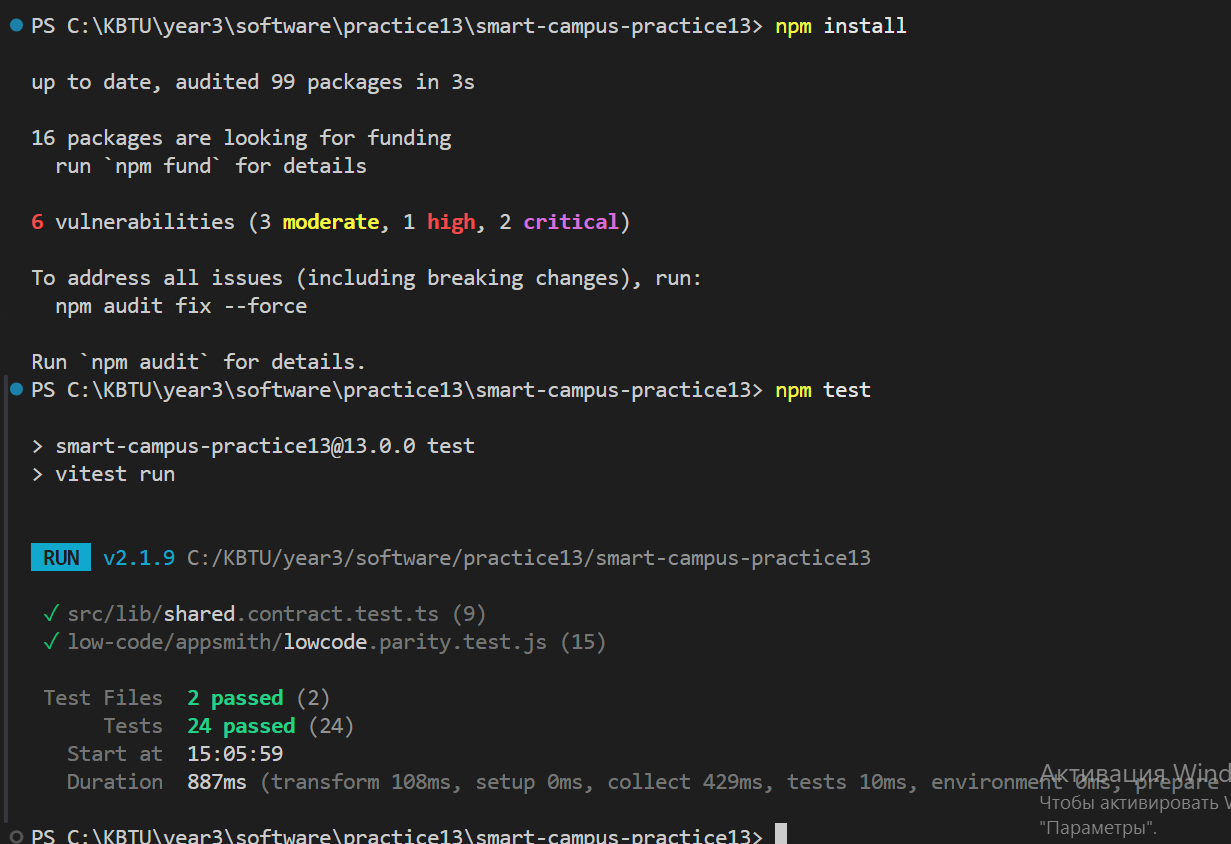 PS C:\KBTU\year3\software\practice13\smart-campus-practice13> npm install
up to date, audited 99 packages in 3s
16 packages are looking for funding
run `npm fund` for details
6 vulnerabilities (3 moderate, 1 high, 2 critical)
To address all issues (including breaking changes), run:
npm audit fix --force
Run `npm audit` for details.
PS C:\KBTU\year3\software\practice13\smart-campus-practice13> npm test
> smart-campus-practice13@13.0.0 test
> vitest run
RUN v2.1.9 C:/KBTU/year3/software/practice13/smart-campus-practice13
✓ src/lib/shared.contract.test.ts (9)
✓ low-code/appsmith/lowcode.parity.test.js (15)
Test Files 2 passed (2)
Tests 24 passed (24)
Start at 15:05:59
Duration 887ms (transform 108ms, setup 0ms, collect 429ms, tests 10ms, environment 0ms, prepare
Активация Wind
Чтобы активировать
"Параметры".
PS C:\KBTU\year3\software\practice13\smart-campus-practice13>